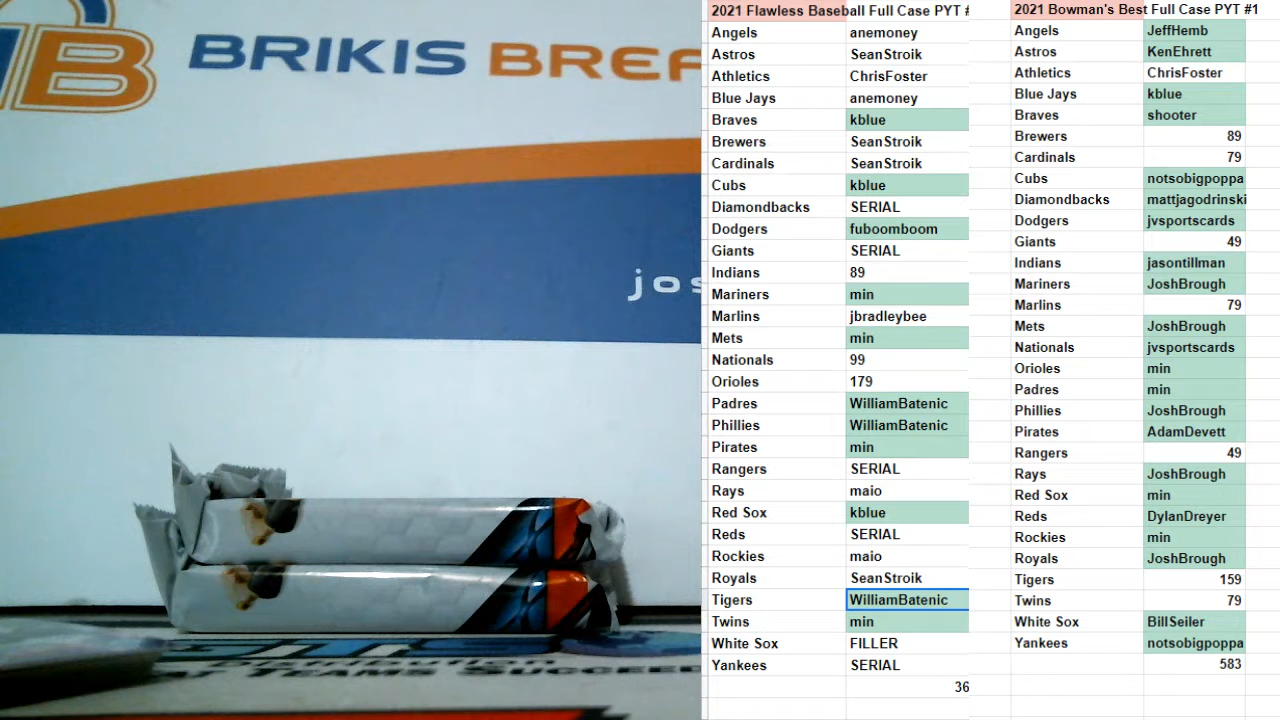 B
BRIKIS BREA
jos
Distribution
2021 Flawless Baseball Full Case PYT #
Angels anemoney
Astros SeanStroik
Athletics ChrisFoster
Blue Jays anemoney
Braves kblue
Brewers SeanStroik
Cardinals SeanStroik
Cubs kblue
Diamondbacks SERIAL
Dodgers fuboomboom
Giants SERIAL
Indians 89
Mariners min
Marlins jbradleybee
Mets min
Nationals 99
Orioles 179
Padres WilliamBatenic
Phillies WilliamBatenic
Pirates min
Rangers SERIAL
Rays maio
Red Sox kblue
Reds SERIAL
Rockies maio
Royals SeanStroik
Tigers WilliamBatenic
Twins min
White Sox FILLER
Yankees SERIAL
36
2021 Bowman's Best Full Case PYT #1
Angels JeffHemb
Astros KenEhrett
Athletics ChrisFoster
Blue Jays kblue
Braves shooter
Brewers 89
Cardinals 79
Cubs notsobigpoppa
Diamondbacks mattjagodrinski
Dodgers jvsportscards
Giants 49
Indians jasontillman
Mariners JoshBrough
Marlins 79
Mets JoshBrough
Nationals jvsportscards
Orioles min
Padres min
Phillies JoshBrough
Pirates AdamDevett
Rangers 49
Rays JoshBrough
Red Sox min
Reds DylanDreyer
Rockies min
Royals JoshBrough
Tigers 159
Twins 79
White Sox BillSeiler
Yankees notsobigpoppa
583